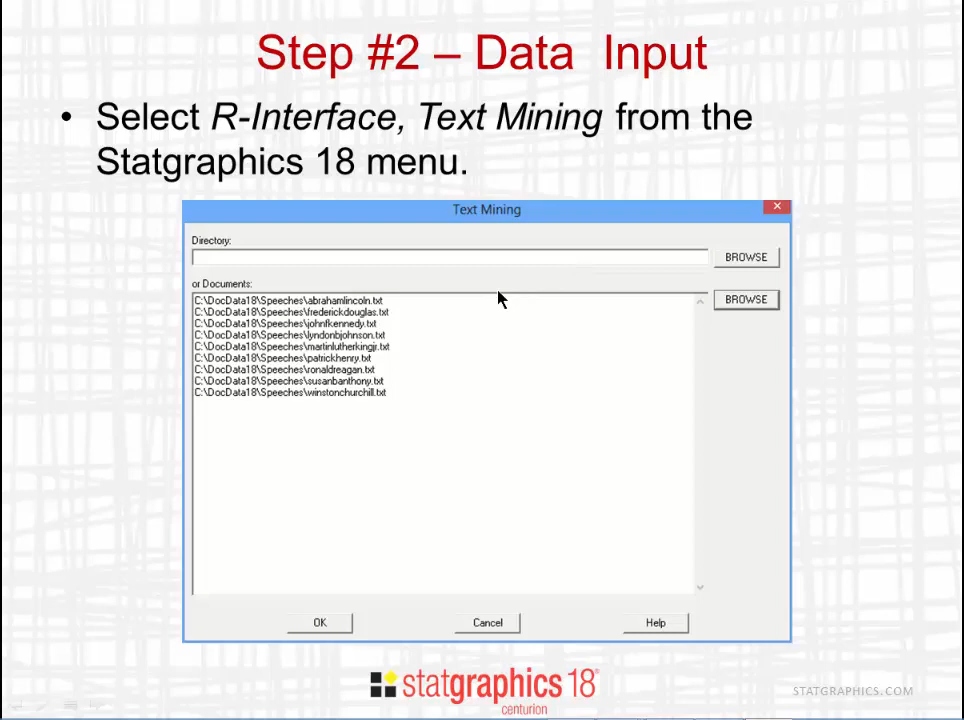 Step #2 – Data Input
• Select R-Interface, Text Mining from the
Statgraphics 18 menu.
Text Mining
Directory:
BROWSE
or Documents:
BROWSE
C:\DocData18\Speeches\abrahamlincoln.txt
C:\DocData18\Speeches\frederickdouglas.txt
C:\DocData18\Speeches\johnfkennedy.txt
C:\DocData18\Speeches\lyndonbjohnson.txt
C:\DocData18\Speeches\martinlutherkingjr.txt
C:\DocData18\Speeches\patrickhenry.txt
C:\DocData18\Speeches\ronaldreagan.txt
C:\DocData18\Speeches\susanbanthony.txt
C:\DocData18\Speeches\winstonchurchill.txt
OK Cancel Help
statgraphics 18®
centurion
STATGRAPHICS.COM